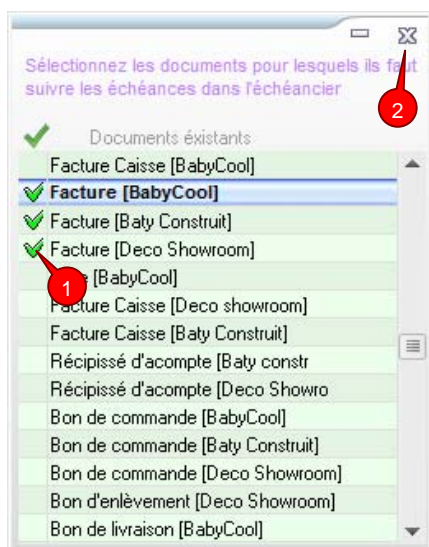 Sélectionnez les documents pour lesquels ils faut
suivre les échéances dans l'échéancier
2
Documents éxistants
Facture Caisse [BabyCool]
Facture [BabyCool]
Facture [Baty Construit]
Facture [Deco Showroom]
1
[BabyCool]
Facture Caisse [Deco showroom]
Facture Caisse [Baty Construit]
Récipissé d'acompte [Baty constr
Récipissé d'acompte [Deco Showro
Bon de commande [BabyCool]
Bon de commande [Baty Construit]
Bon de commande [Deco Showroom]
Bon d'enlèvement [Deco Showroom]
Bon de livraison [BabyCool]